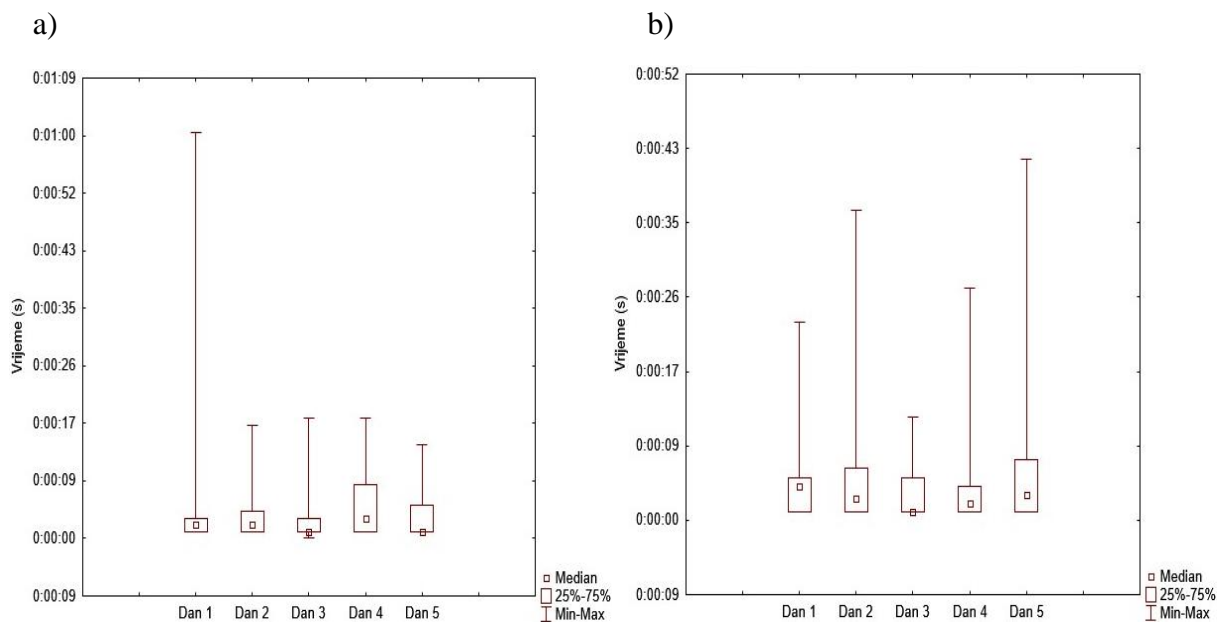 a)
0:01:09
0:01:00
0:00:52
0:00:43
0:00:35
0:00:26
0:00:17
0:00:09
0:00:00
0:00:09
Vrijeme (s)
Dan 1 Dan 2 Dan 3 Dan 4 Dan 5
Median
25%-75%
Min-Max
b)
0:00:52
0:00:43
0:00:35
0:00:26
0:00:17
0:00:09
0:00:00
0:00:09
Vrijeme (s)
Dan 1 Dan 2 Dan 3 Dan 4 Dan 5
Median
25%-75%
Min-Max